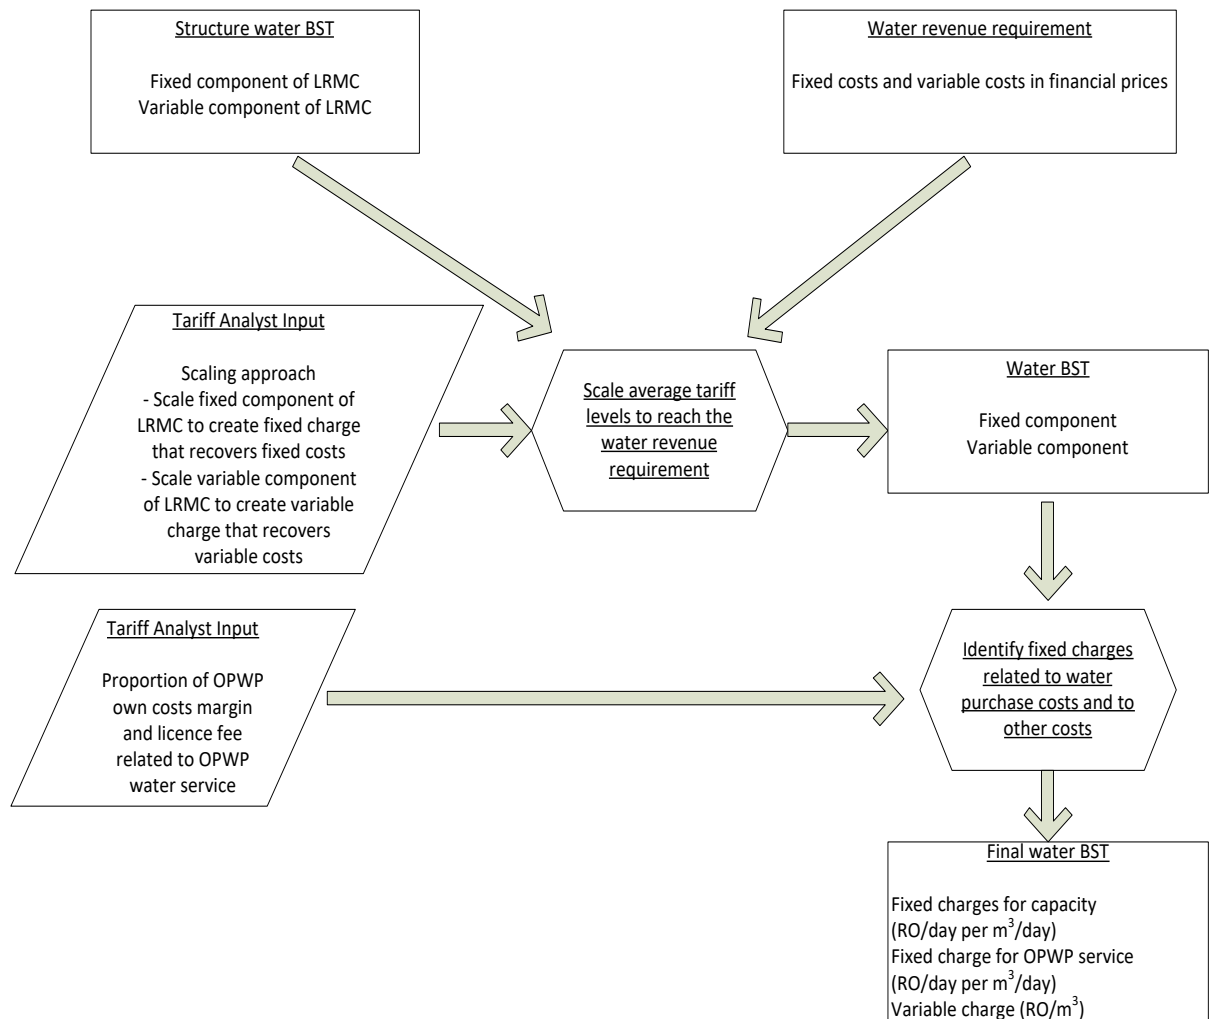 Structure water BST
Fixed component of LRMC
Variable component of LRMC
Water revenue requirement
Fixed costs and variable costs in financial prices
Tariff Analyst Input
Scaling approach
- Scale fixed component of
LRMC to create fixed charge
that recovers fixed costs
- Scale variable component
of LRMC to create variable
charge that recovers
variable costs
Scale average tariff
levels to reach the
water revenue
requirement
Water BST
Fixed component
Variable component
Tariff Analyst Input
Proportion of OPWP
own costs margin
and licence fee
related to OPWP
water service
Identify fixed charges
related to water
purchase costs and to
other costs
Final water BST
Fixed charges for capacity
(RO/day per m³/day)
Fixed charge for OPWP service
(RO/day per m³/day)
Variable charge (RO/m³)